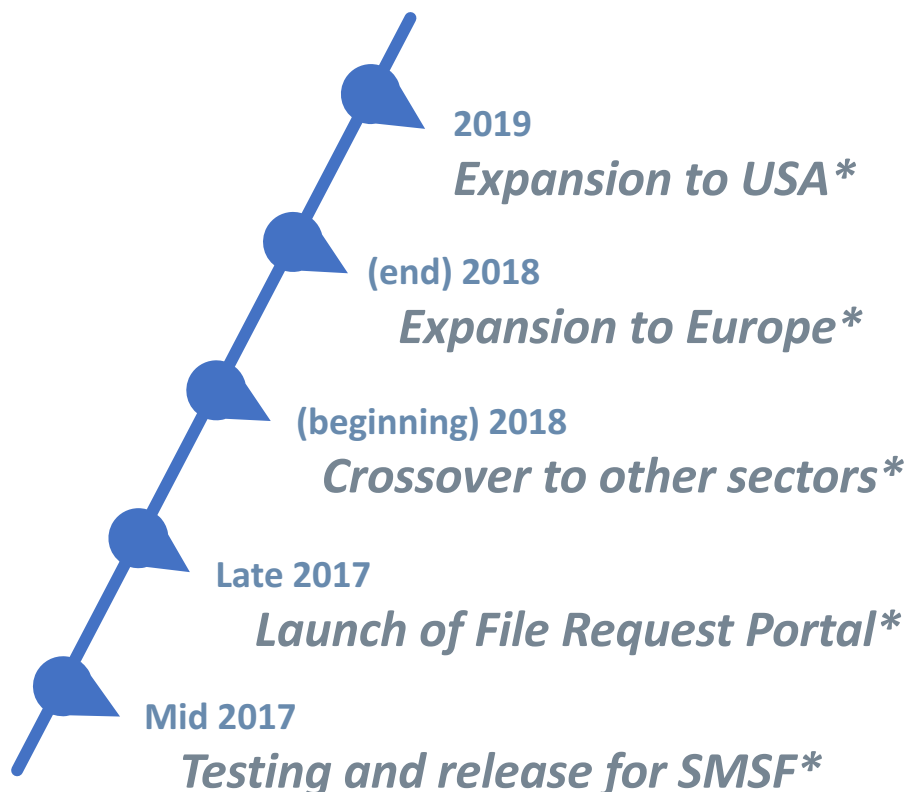 2019
Expansion to USA*
(end) 2018
Expansion to Europe*
(beginning) 2018
Crossover to other sectors*
Late 2017
Launch of File Request Portal*
Mid 2017
Testing and release for SMSF*